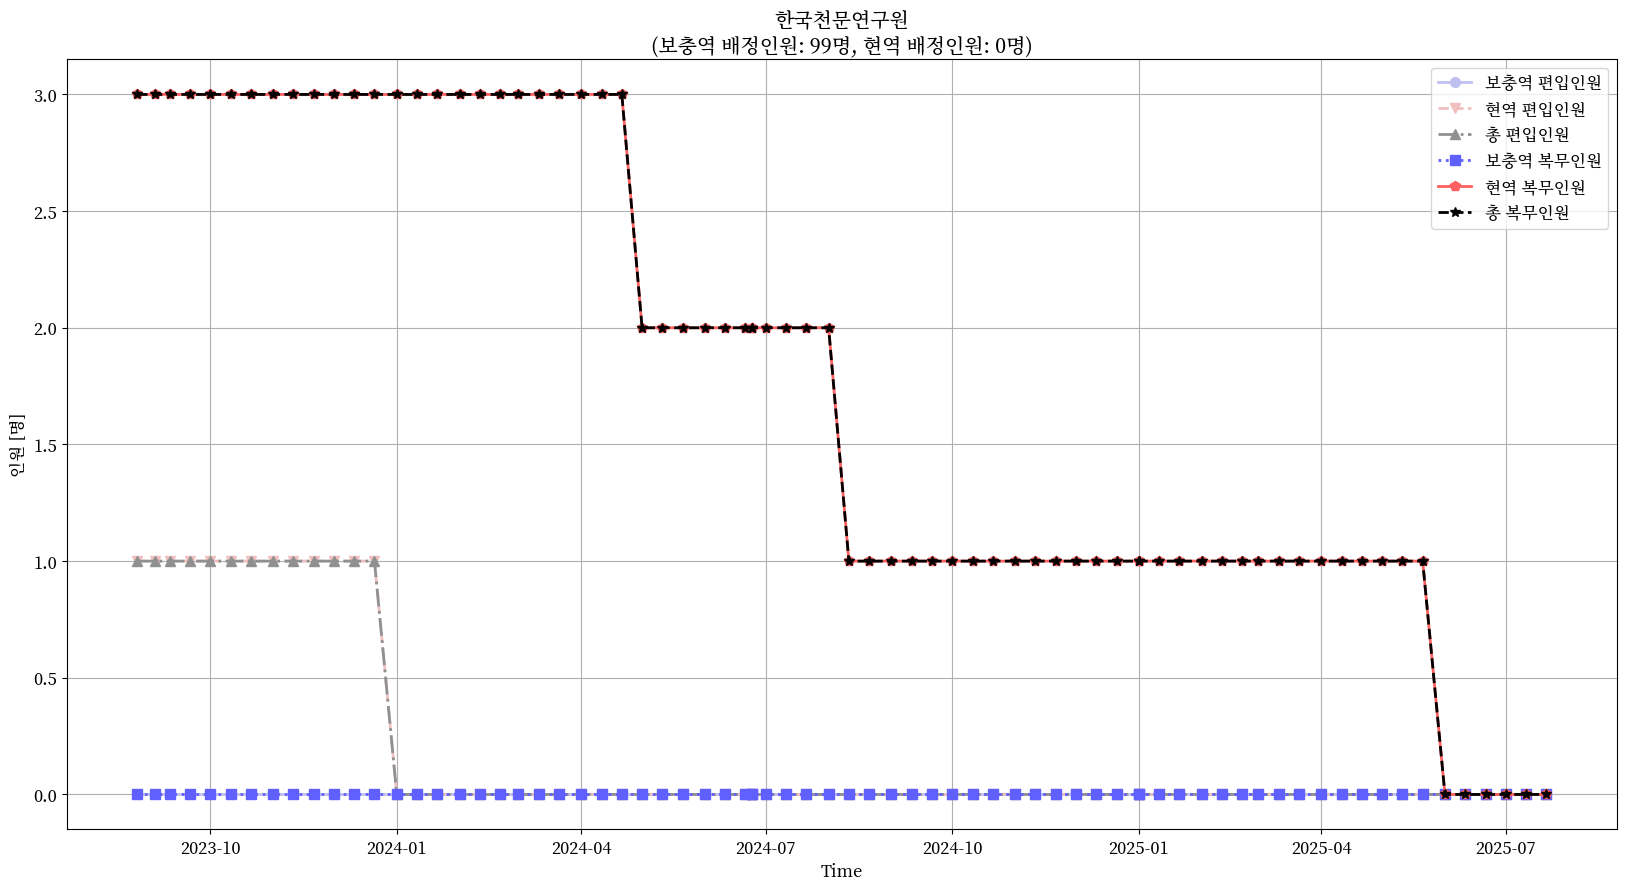 한국천문연구원
(보충역 배정인원: 99명, 현역 배정인원: 0명)
보충역 편입인원
현역 편입인원
총 편입인원
보충역 복무인원
현역 복무인원
총 복무인원
인원 [명]
3.0
2.5
2.0
1.5
1.0
0.5
0.0
2023-10
2024-01
2024-04
2024-07
2024-10
2025-01
2025-04
2025-07
Time